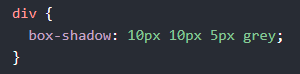 div {
  box-shadow: 10px 10px 5px grey;
}